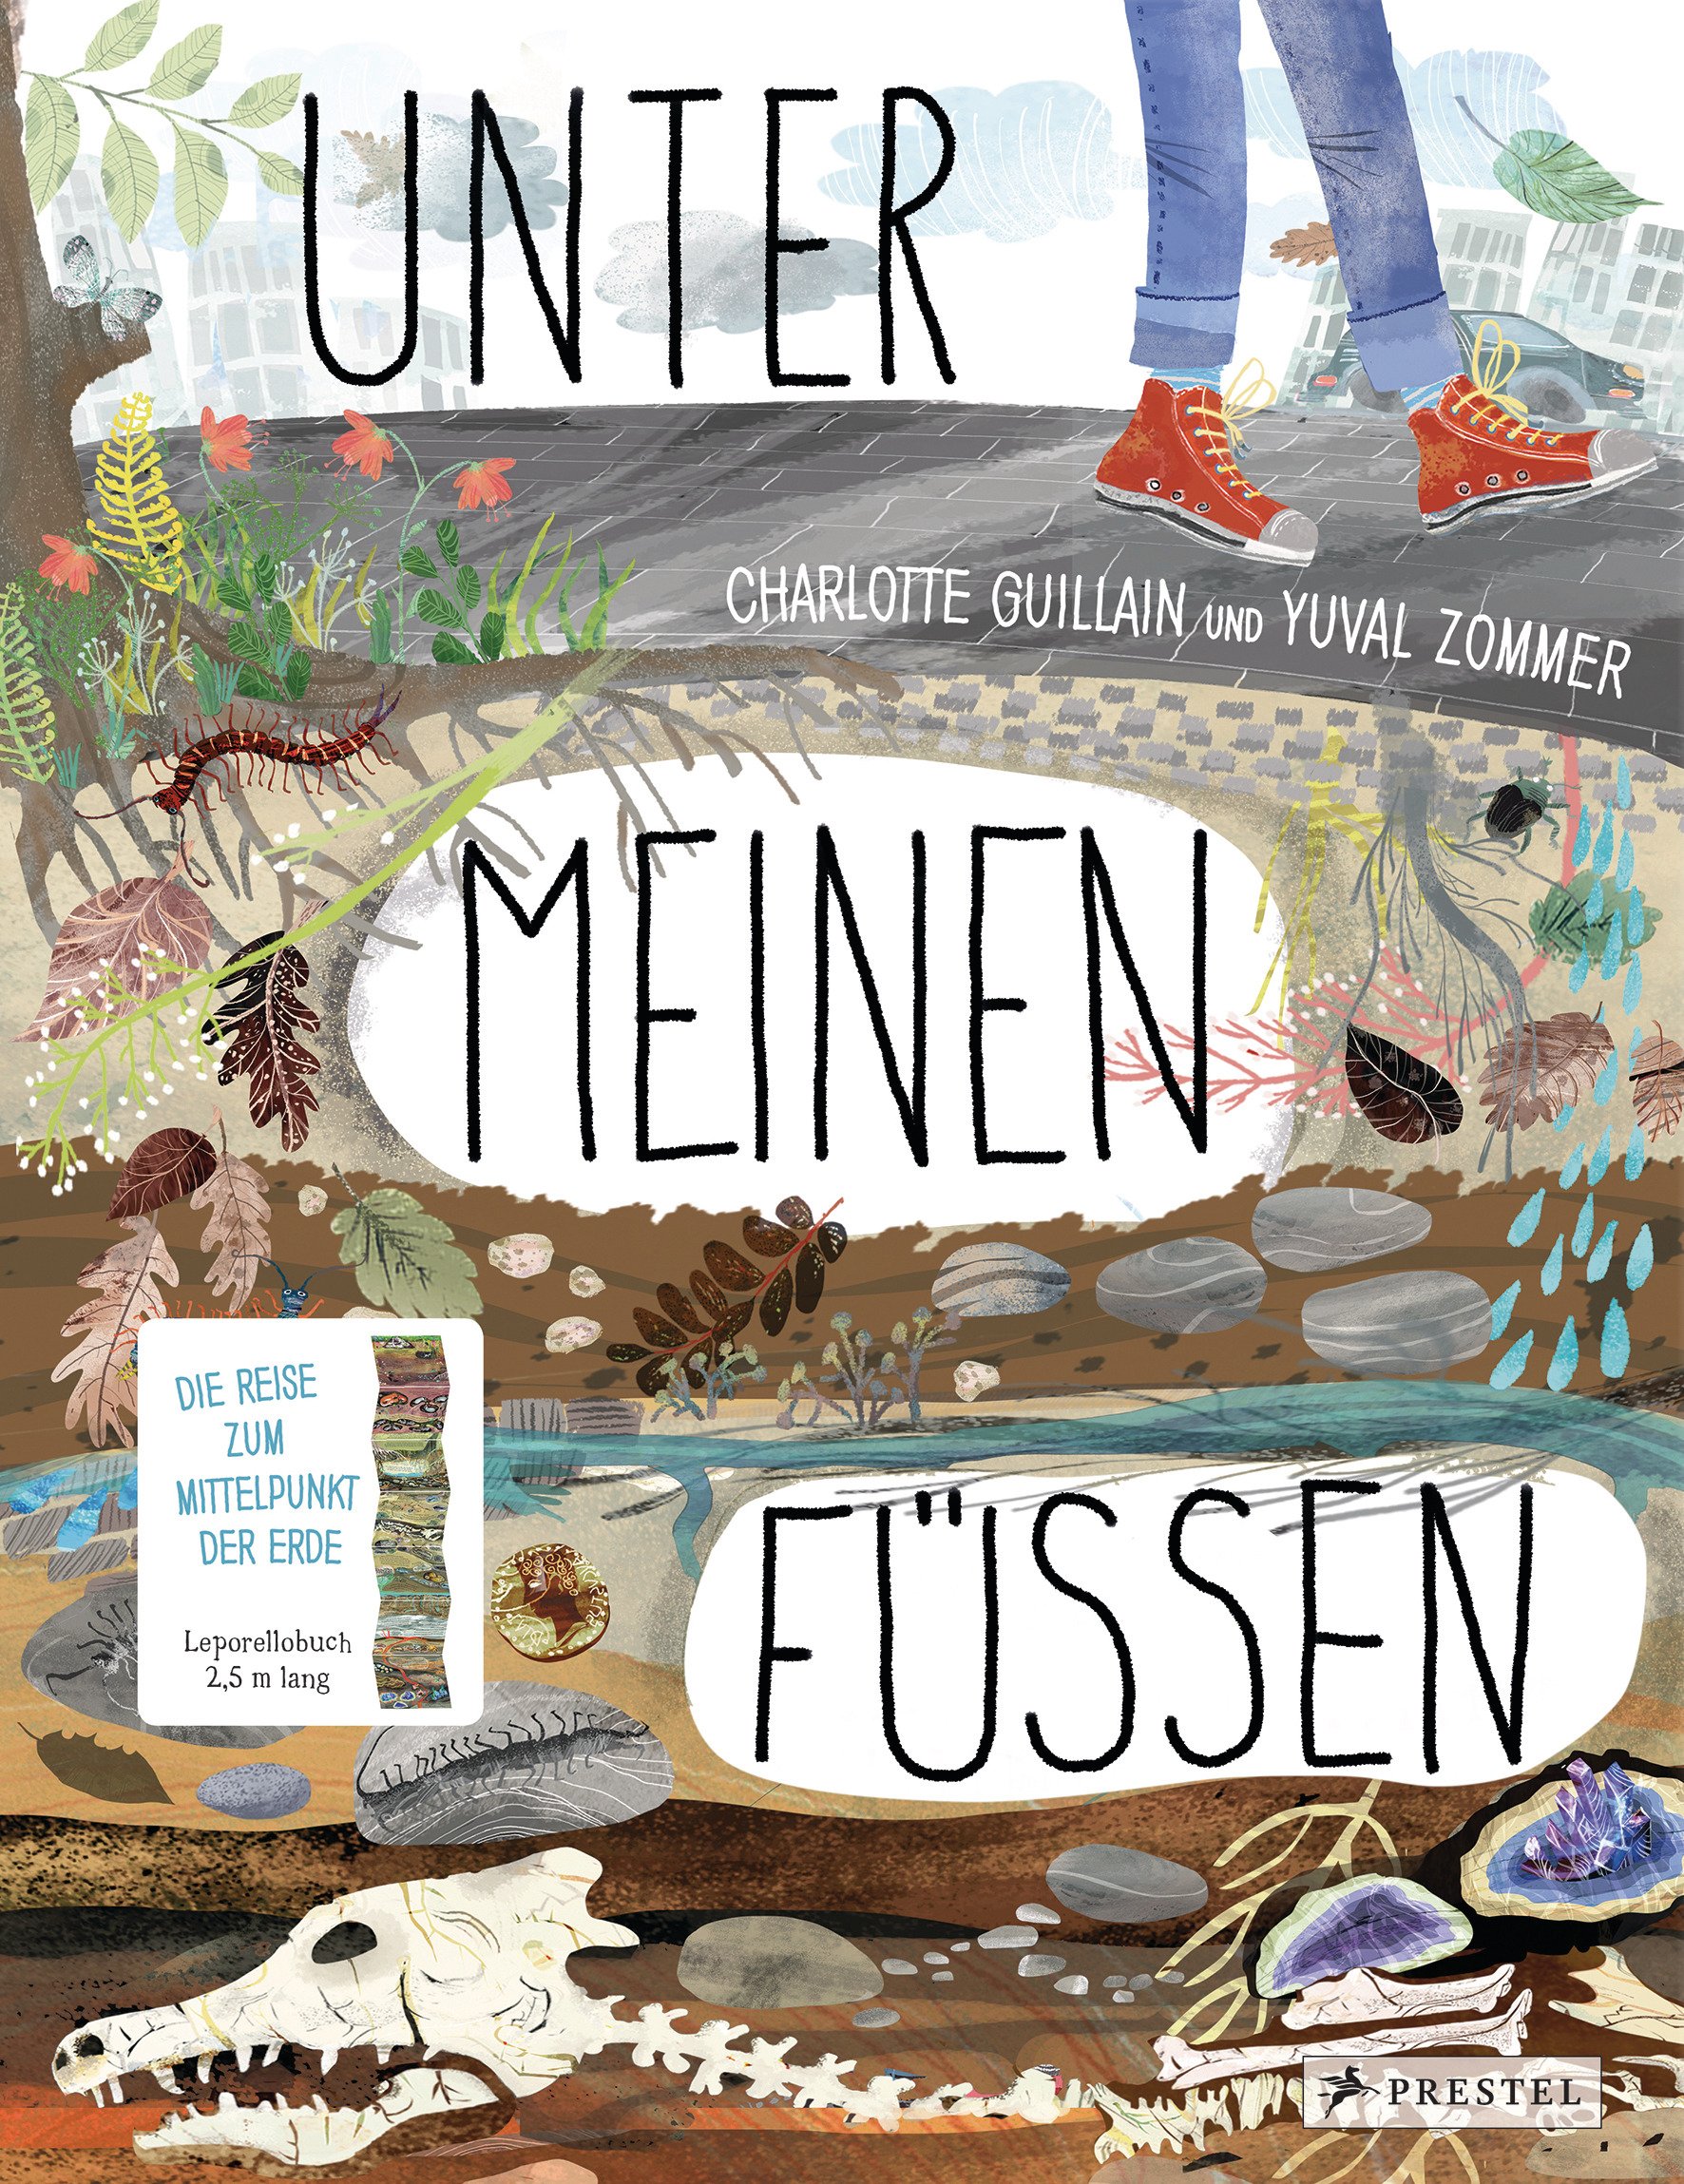 UNTER
CHARLOTTE GUILLAIN UND YUVAL ZOMMER
MEINEN
FÜSSEN
DIE REISE
ZUM
MITTELPUNKT
DER ERDE
Leporellobuch
2,5 m lang
PRESTEL